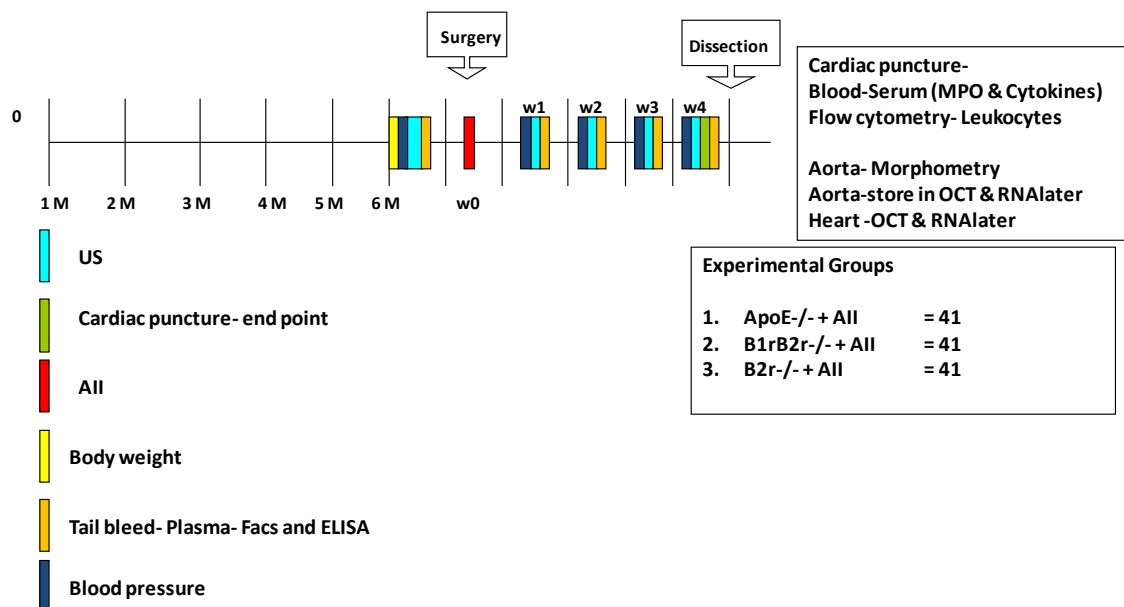 Surgery
Dissection
0
w1 w2 w3 w4
1 M 2 M 3 M 4 M 5 M 6 M w0
Cardiac puncture-
Blood-Serum (MPO & Cytokines)
Flow cytometry- Leukocytes
Aorta- Morphometry
Aorta-store in OCT & RNAlater
Heart -OCT & RNAlater
US
Cardiac puncture- end point
AII
Body weight
Tail bleed- Plasma- Facs and ELISA
Blood pressure
Experimental Groups
1. ApoE-/- + AII = 41
2. B1rB2r-/- + AII = 41
3. B2r-/- + AII = 41